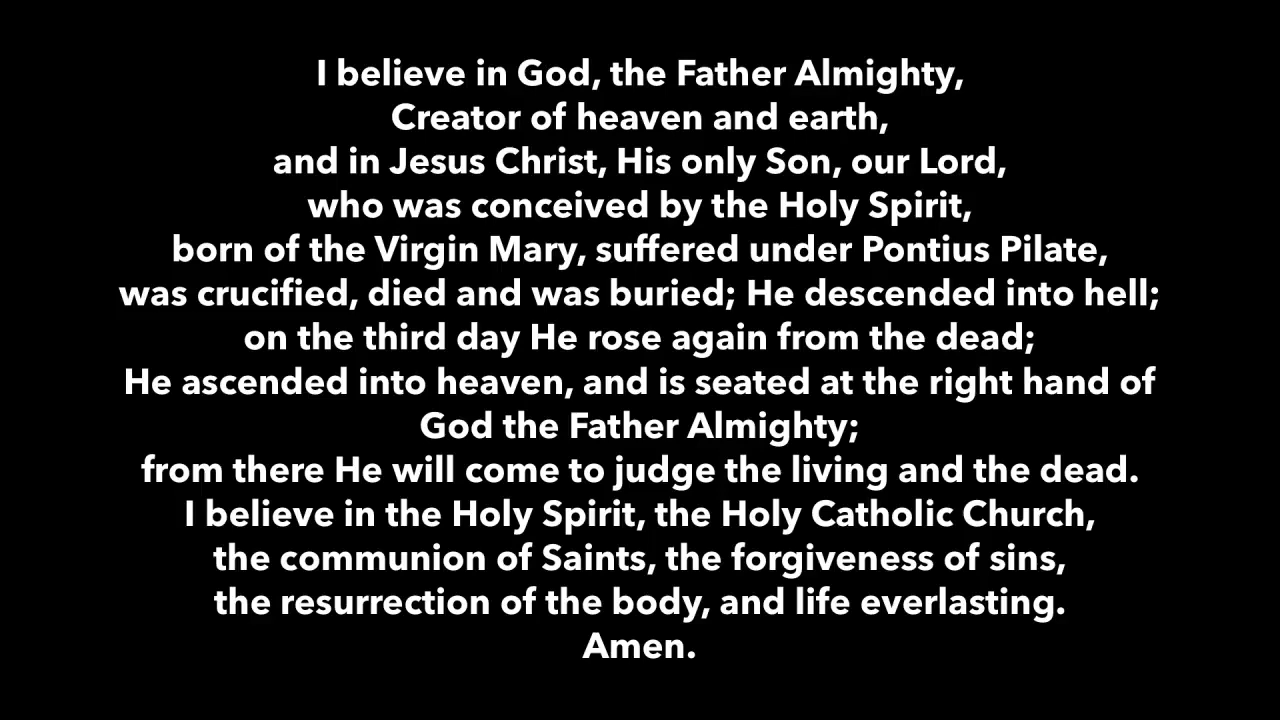 I believe in God, the Father Almighty,
Creator of heaven and earth,
and in Jesus Christ, His only Son, our Lord,
who was conceived by the Holy Spirit,
born of the Virgin Mary, suffered under Pontius Pilate,
was crucified, died and was buried; He descended into hell;
on the third day He rose again from the dead;
He ascended into heaven, and is seated at the right hand of
God the Father Almighty;
from there He will come to judge the living and the dead.
I believe in the Holy Spirit, the Holy Catholic Church,
the communion of Saints, the forgiveness of sins,
the resurrection of the body, and life everlasting.
Amen.